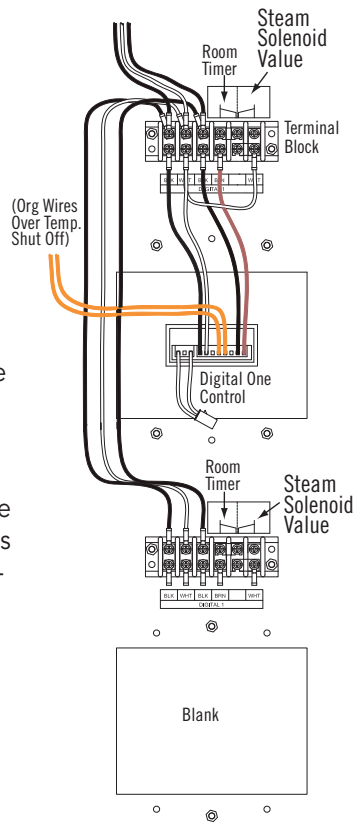 Steam
Solenoid
Value
Room
Timer
Terminal
Block
BLK WHT BLK BRN WHT
DIGITAL 1
(Org Wires
Over Temp.
Shut Off)
e
Digital One
Control
e
s
-
Room
Timer
Steam
Solenoid
Value
BLK WHT BLK BRN WHT
DIGITAL 1
Blank